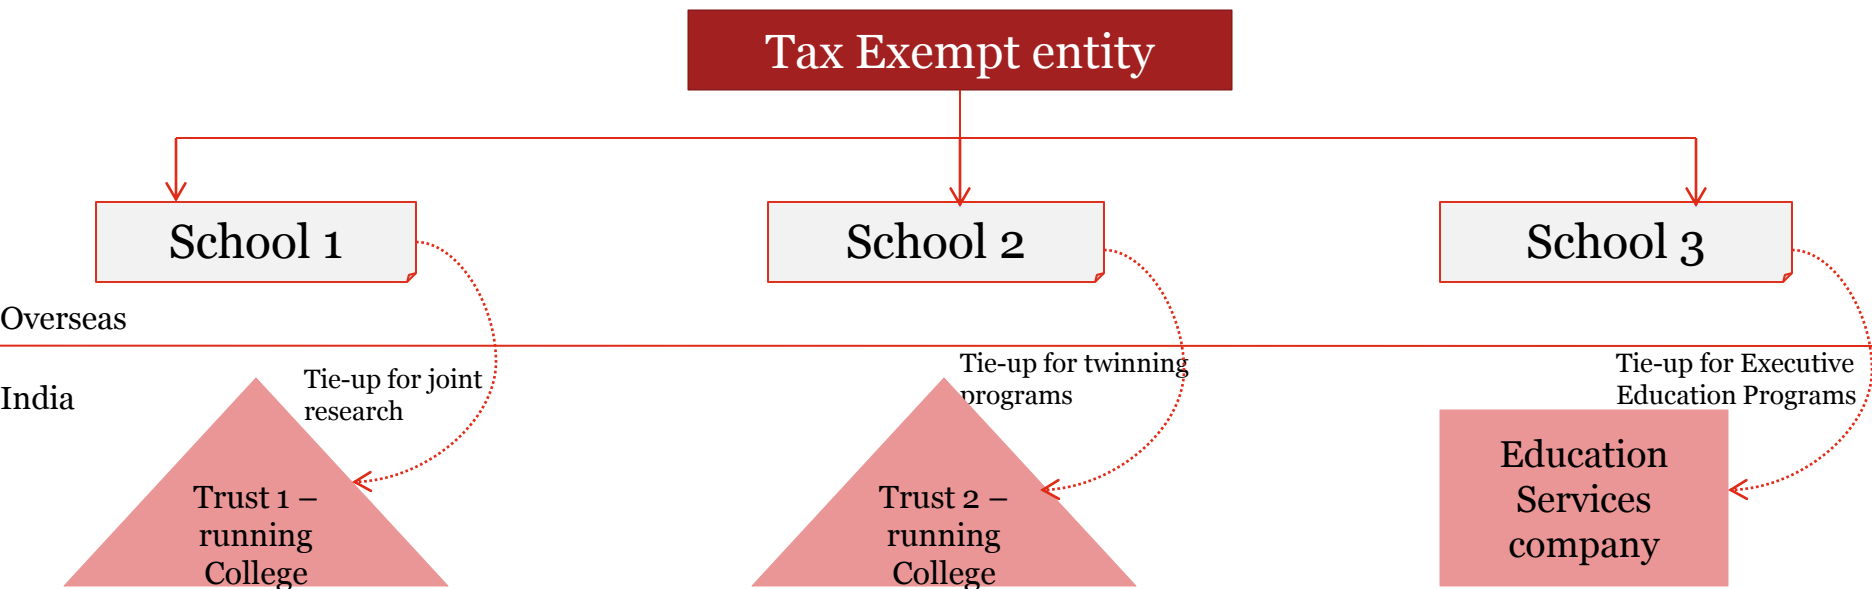 Tax Exempt entity
School 1
School 2
School 3
Overseas
India
Tie-up for joint
research
Tie-up for twinning
programs
Tie-up for Executive
Education Programs
Trust 1 –
running
College
Trust 2 –
running
College
Education
Services
company